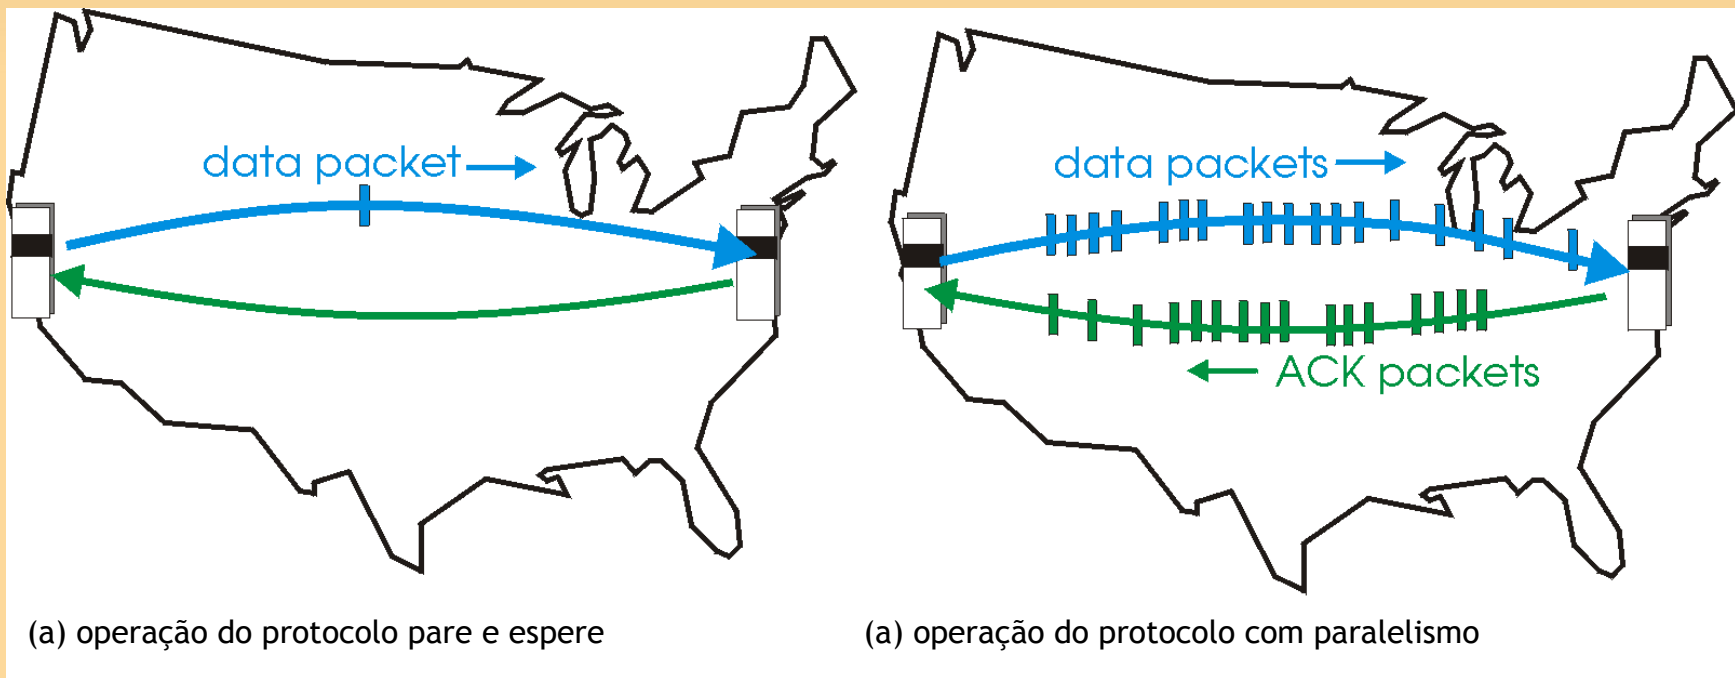 data packet
data packets
ACK packets
(a) operação do protocolo pare e espere
(a) operação do protocolo com paralelismo